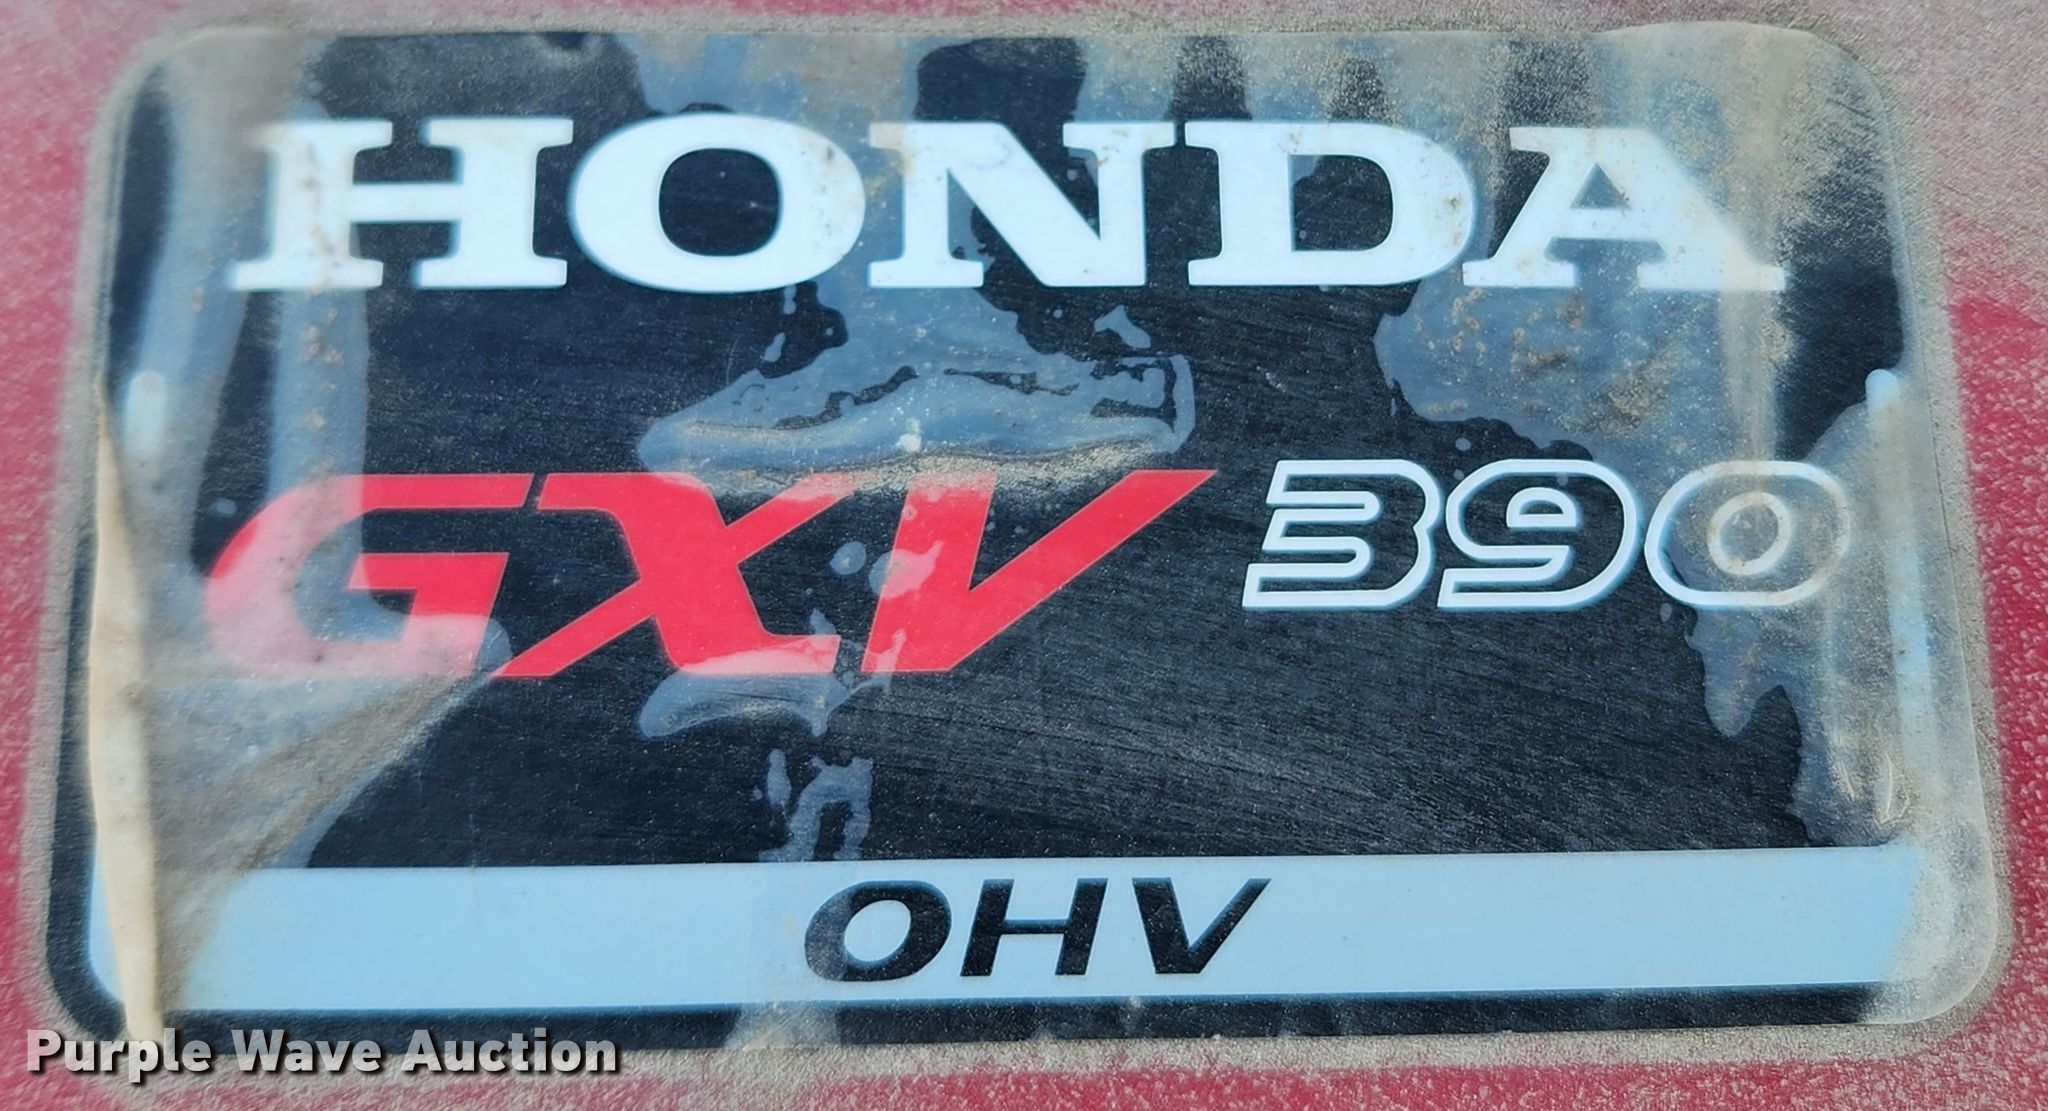 HONDA
GXV 390
OHV
Purple Wave Auction